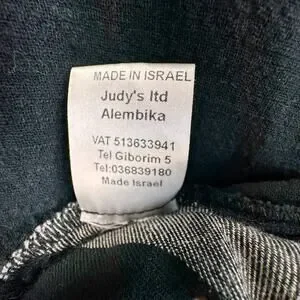 MADE IN ISRAEL
Judy's ltd
Alembika
VAT 513633941
Tel Giborim 5
Tel:036839180
Made Israel